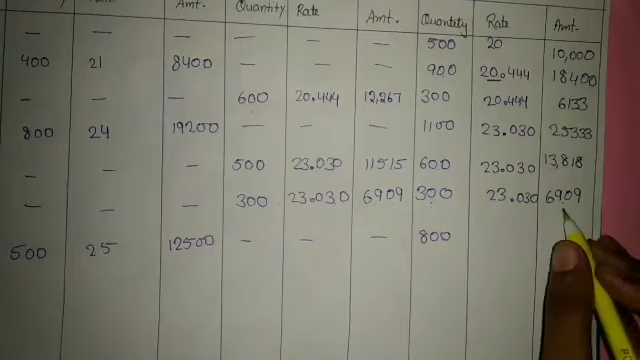 Amt. Quantity Rate Amt. Quantity Rate Amt.
— — — — — — 500 20 10,000
400 21 8400 — — — 900 20.444 18400
— — — 600 20.444 12,267 300 20.444 6133
800 24 19200 — — — 1100 23.030 25333
— — — 500 23.030 11515 600 23.030 13,818
— — — 300 23.030 6909 300 23.030 6909
500 25 12500 — — — 800